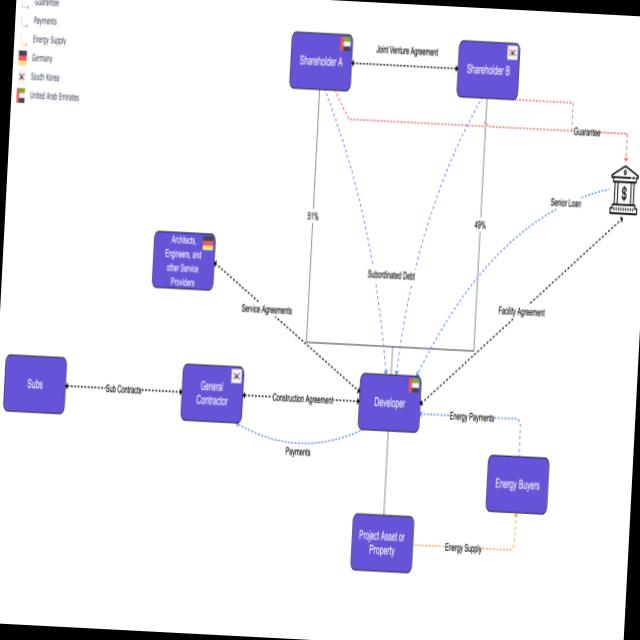 Guarantee
Payments
Energy Supply
Germany
South Korea
United Arab Emirates
Shareholder A
Joint Venture Agreement
Shareholder B
Guarantee
$
Senior Loan
51%
49%
Architects,
Engineers, and
other Service
Providers
Subordinated Debt
Service Agreements
Facility Agreement
Subs
Sub Contracts
General
Contractor
Construction Agreement
Developer
Energy Payments
Payments
Energy Buyers
Project Asset or
Property
Energy Supply